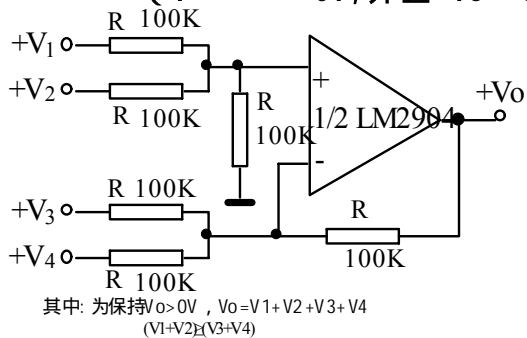 R 100K
+V1
+V2
R 100K
+
R
100K
1/2 LM2904
+Vo
-
R 100K
+V3
+V4
R
100K
R
100K
其中: 为保持Vo>0V , Vo=V1+V2+V3+V4
(V1+V2)≥(V3+V4)